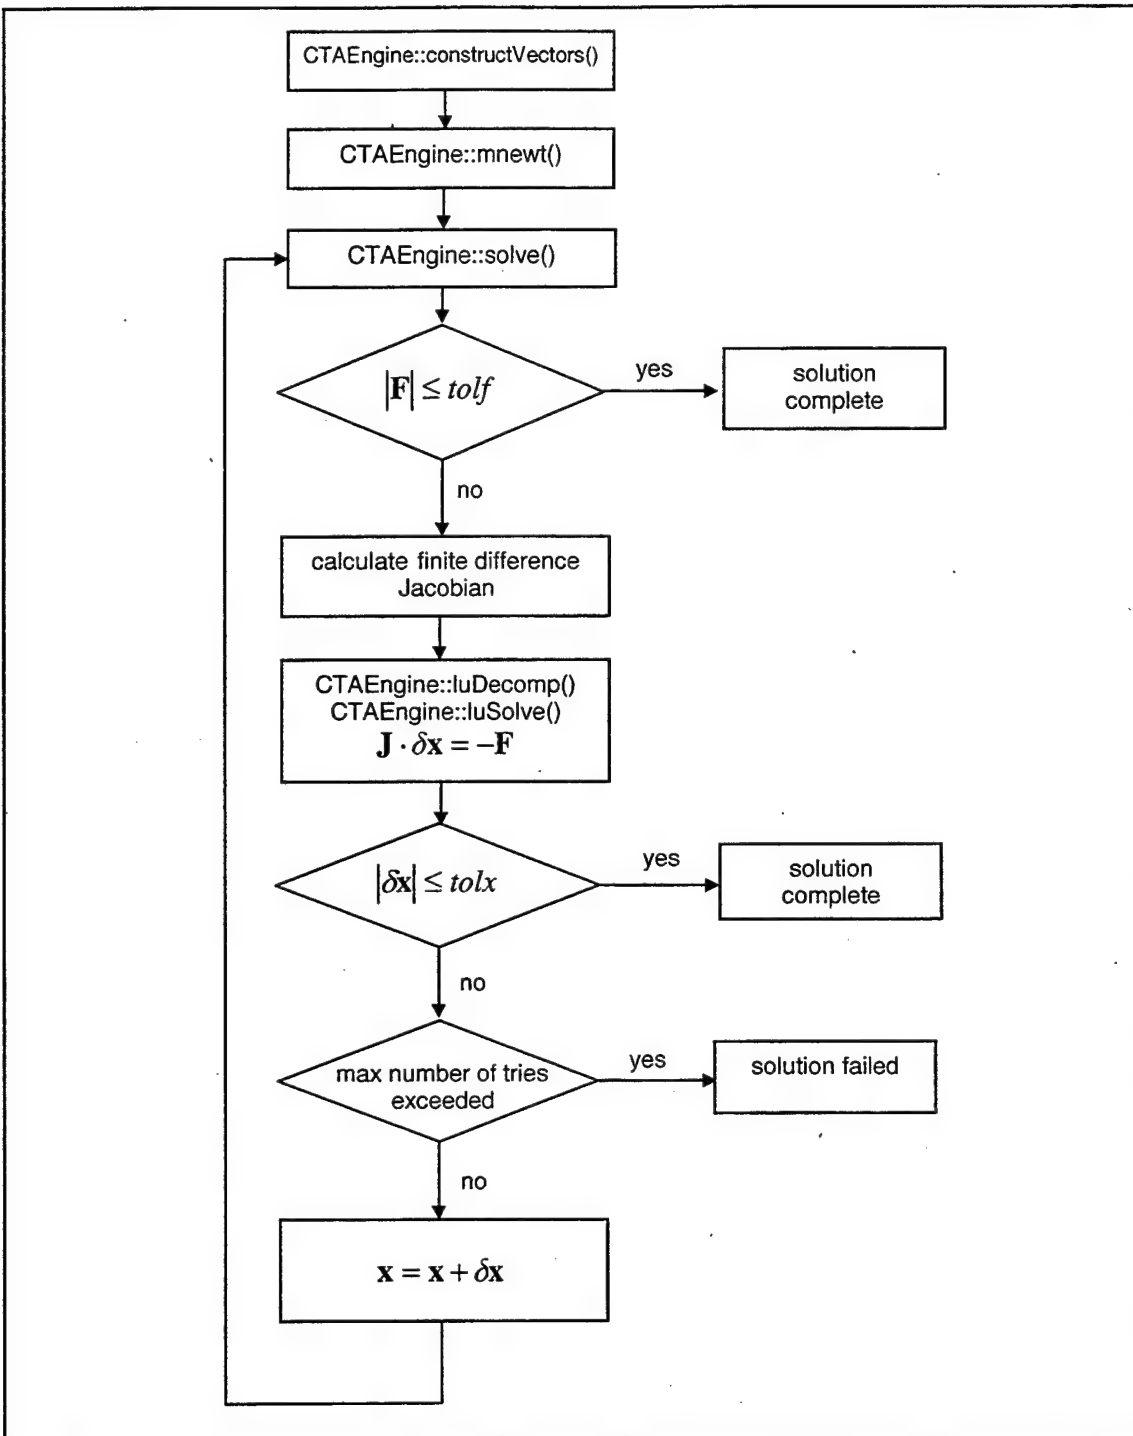 CTAEngine::constructVectors()
CTAEngine::mnewt()
CTAEngine::solve()
|F| ≤ tolf
yes
solution
complete
no
calculate finite difference
Jacobian
CTAEngine::luDecomp()
CTAEngine::luSolve()
J · δx = −F
|δx| ≤ tolx
yes
solution
complete
no
max number of tries
exceeded
yes
solution failed
no
x = x + δx